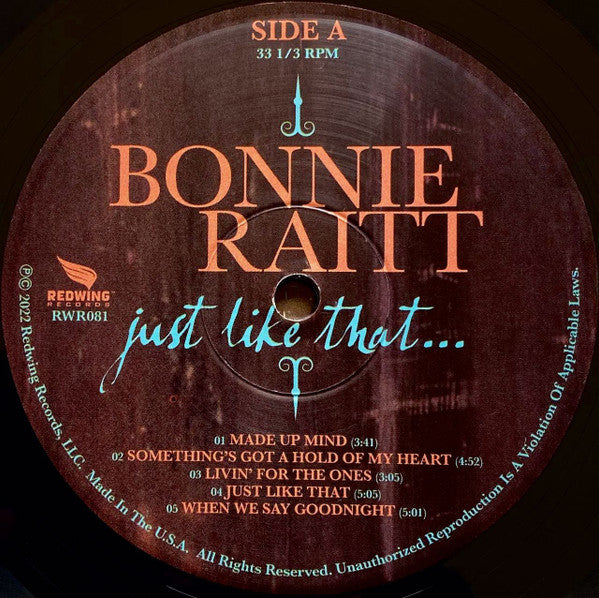 SIDE A
33 1/3 RPM
BONNIE
RAITT
REDWING™
RECORDS
RWR081
just like that...
01 MADE UP MIND (3:41)
02 SOMETHING'S GOT A HOLD OF MY HEART (4:52)
03 LIVIN' FOR THE ONES (3:05)
04 JUST LIKE THAT (5:05)
05 WHEN WE SAY GOODNIGHT (5:01)
℗© 2022 Redwing Records, LLC. Made In The U.S.A. All Rights Reserved. Unauthorized Reproduction Is A Violation Of Applicable Laws.